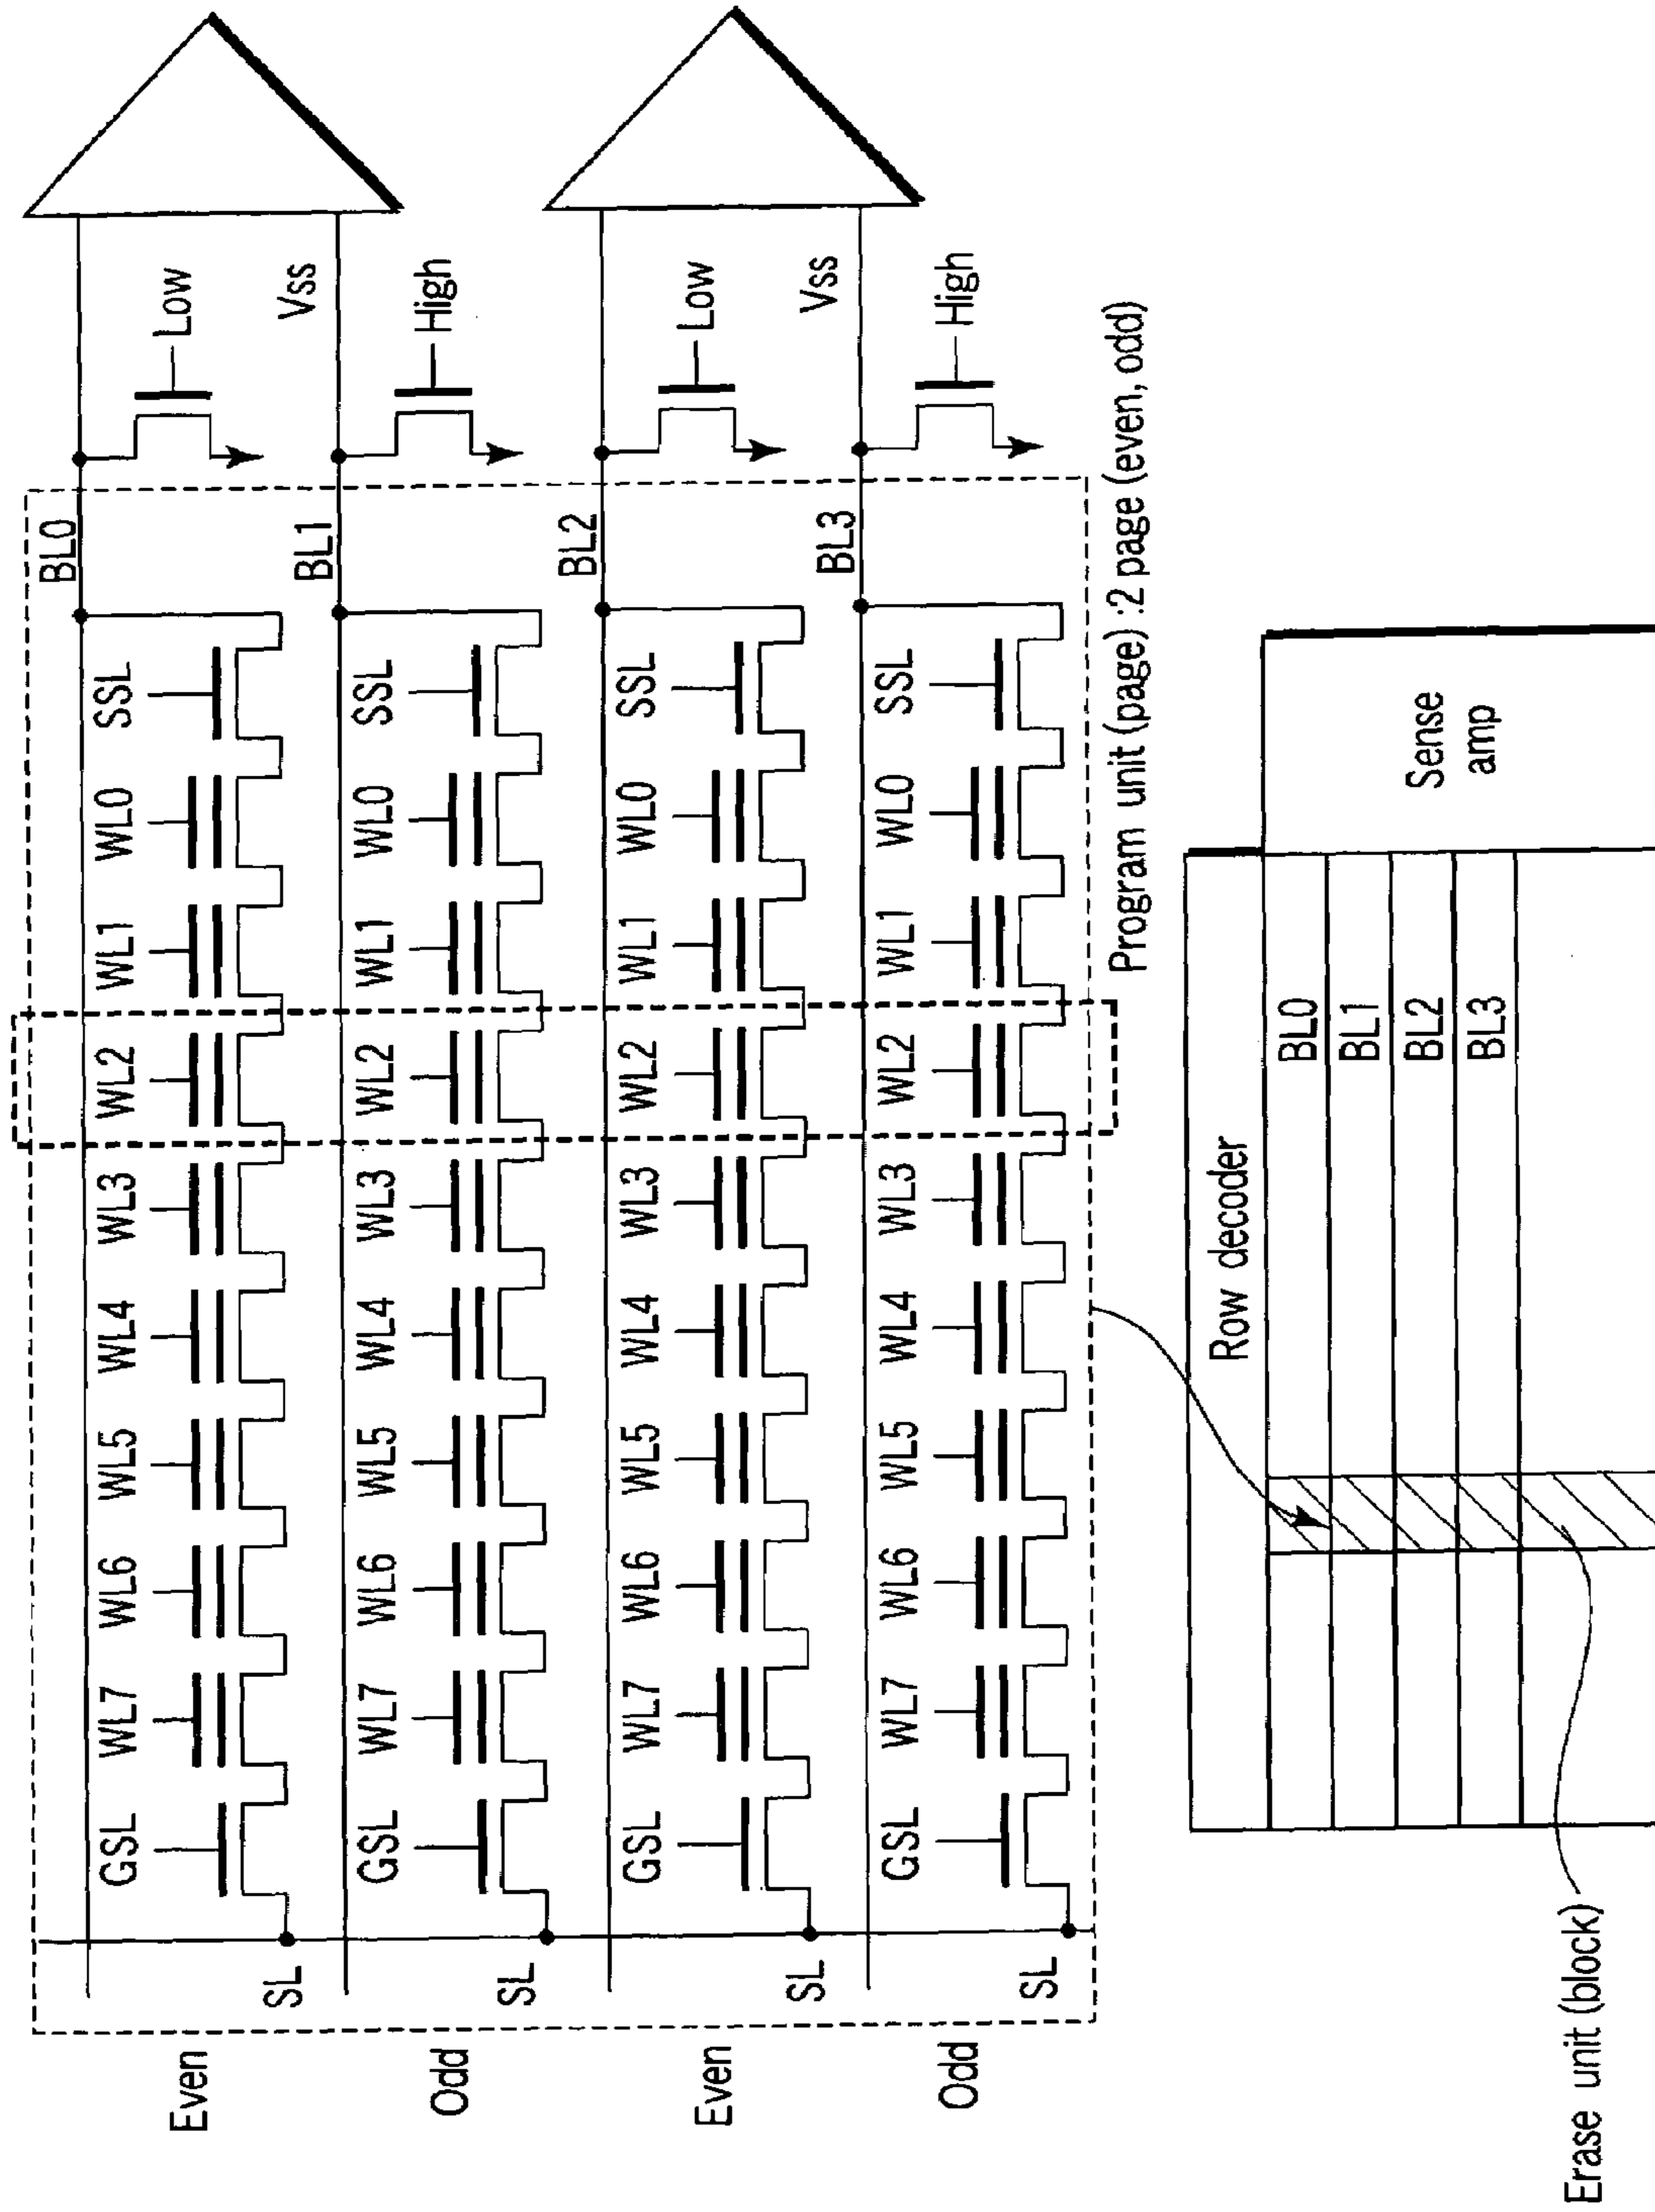 BL0
GSL WL7 WL6 WL5 WL4 WL3 WL2 WL1 WL0 SSL
Even
Low
SL
Vss
BL1
GSL WL7 WL6 WL5 WL4 WL3 WL2 WL1 WL0 SSL
Odd
High
SL
BL2
GSL WL7 WL6 WL5 WL4 WL3 WL2 WL1 WL0 SSL
Even
Low
SL
Vss
BL3
GSL WL7 WL6 WL5 WL4 WL3 WL2 WL1 WL0 SSL
Odd
High
SL
Program unit (page) :2 page (even, odd)
Row decoder
BL0
BL1
BL2
BL3
Sense
amp
Erase unit (block)